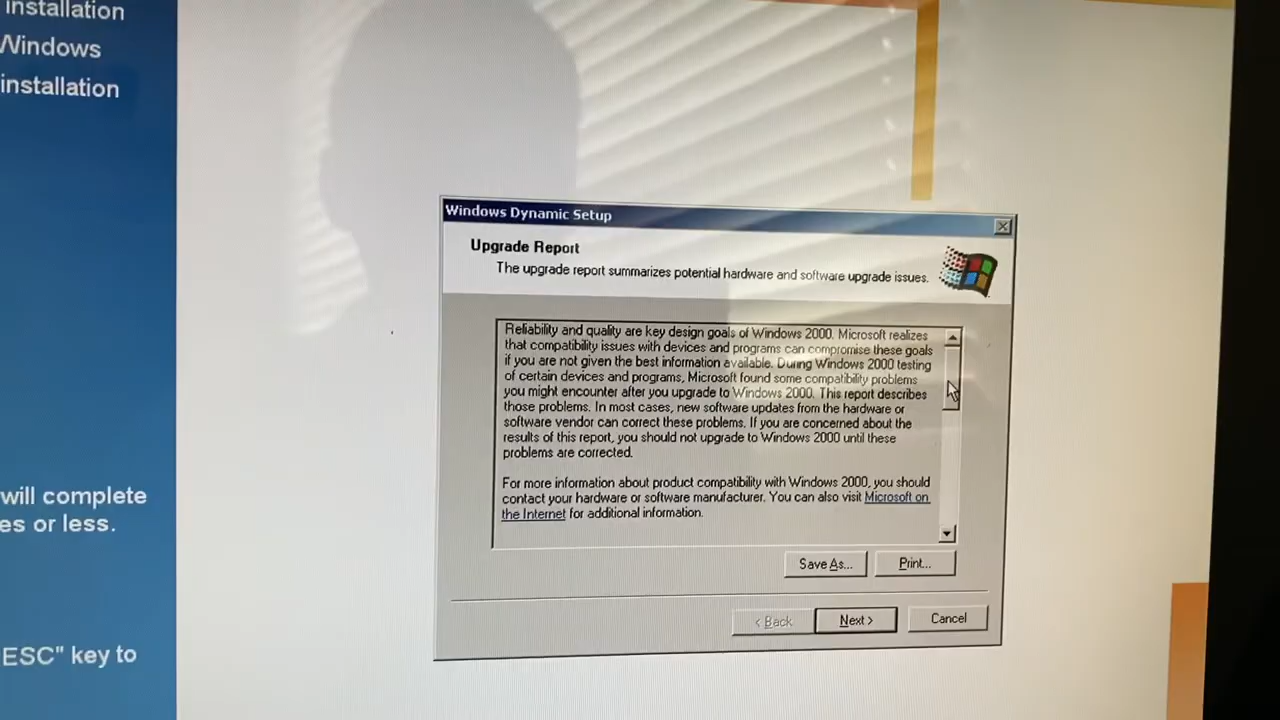 installation
Windows
installation
will complete
es or less.
ESC" key to
Windows Dynamic Setup
Upgrade Report
The upgrade report summarizes potential hardware and software upgrade issues.
Reliability and quality are key design goals of Windows 2000. Microsoft realizes
that compatibility issues with devices and programs can compromise these goals
if you are not given the best information available. During Windows 2000 testing
of certain devices and programs, Microsoft found some compatibility problems
you might encounter after you upgrade to Windows 2000. This report describes
those problems. In most cases, new software updates from the hardware or
software vendor can correct these problems. If you are concerned about the
results of this report, you should not upgrade to Windows 2000 until these
problems are corrected.
For more information about product compatibility with Windows 2000, you should
contact your hardware or software manufacturer. You can also visit Microsoft on
the Internet for additional information.
Save As...
Print...
< Back
Next >
Cancel